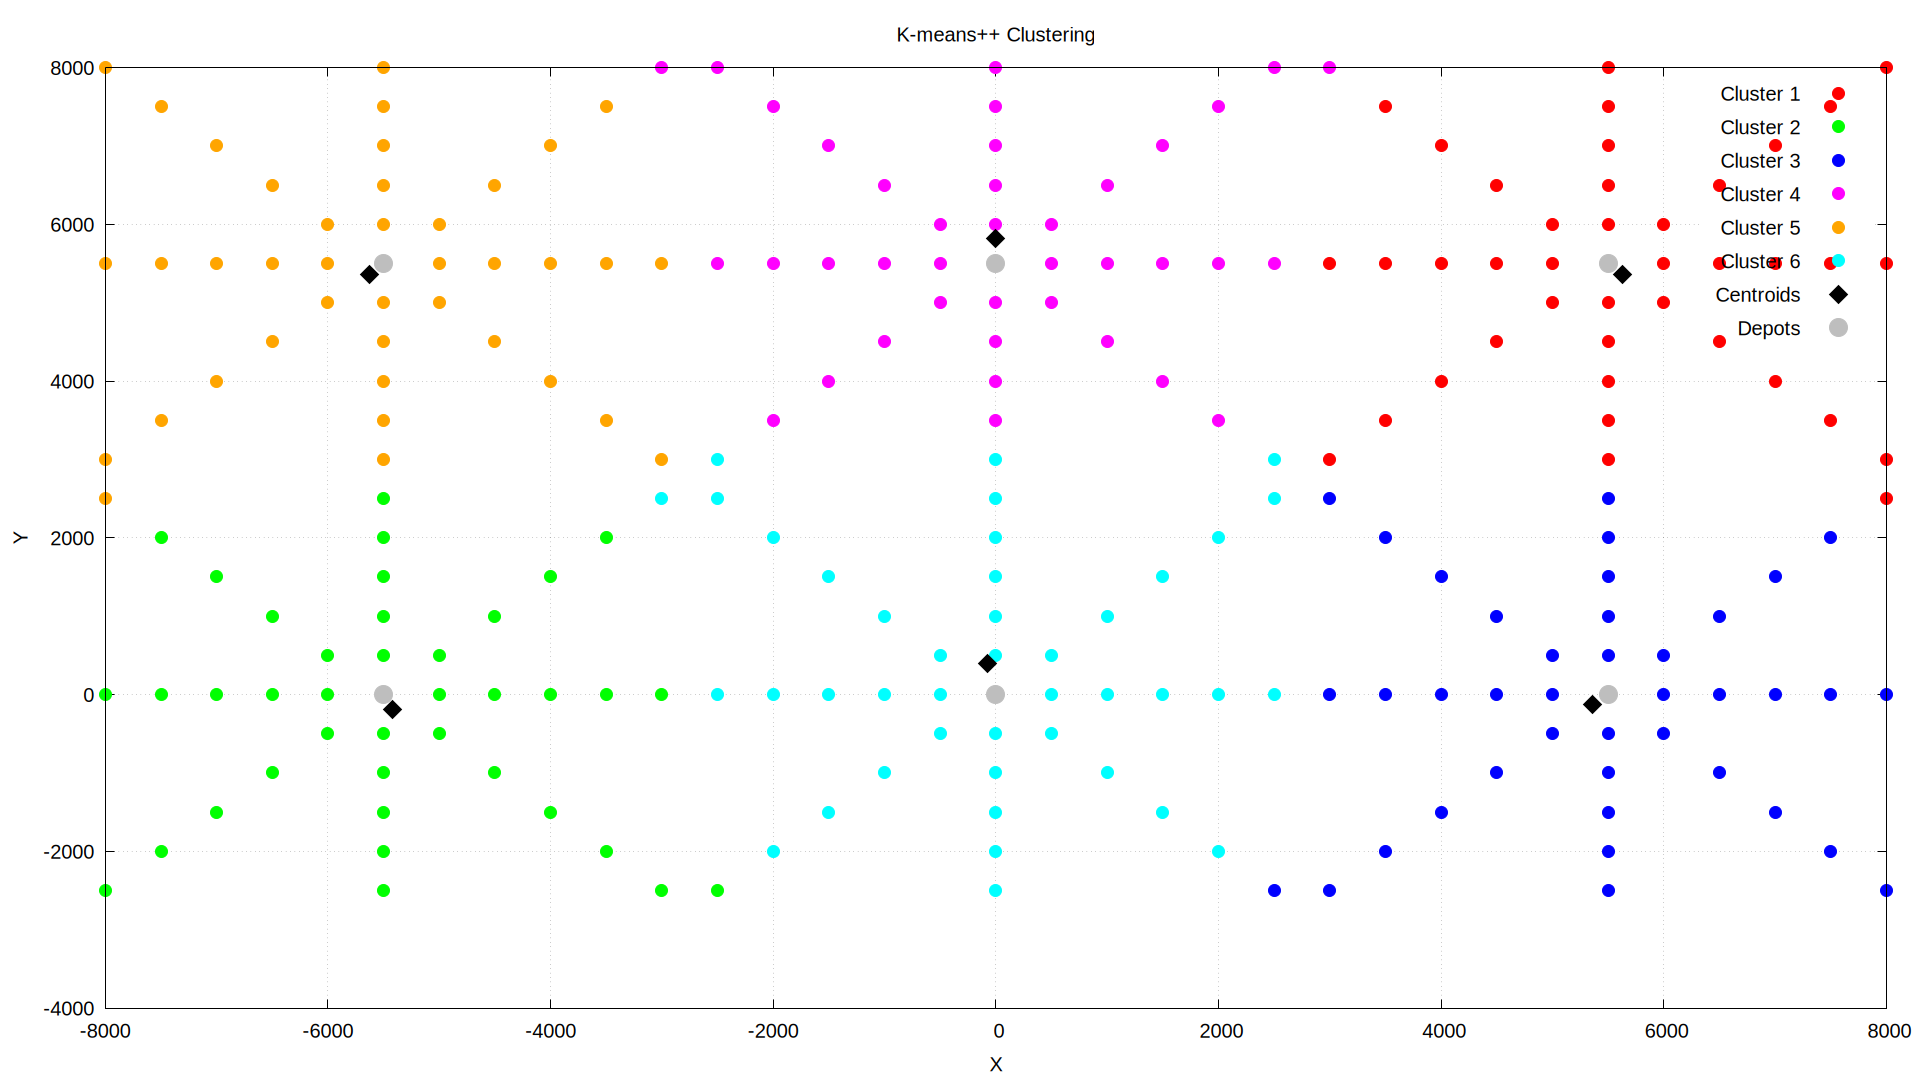 K-means++ Clustering
8000
6000
4000
2000
0
-2000
-4000
Y
Cluster 1
Cluster 2
Cluster 3
Cluster 4
Cluster 5
Cluster 6
Centroids
Depots
-8000 -6000 -4000 -2000 0 2000 4000 6000 8000
X